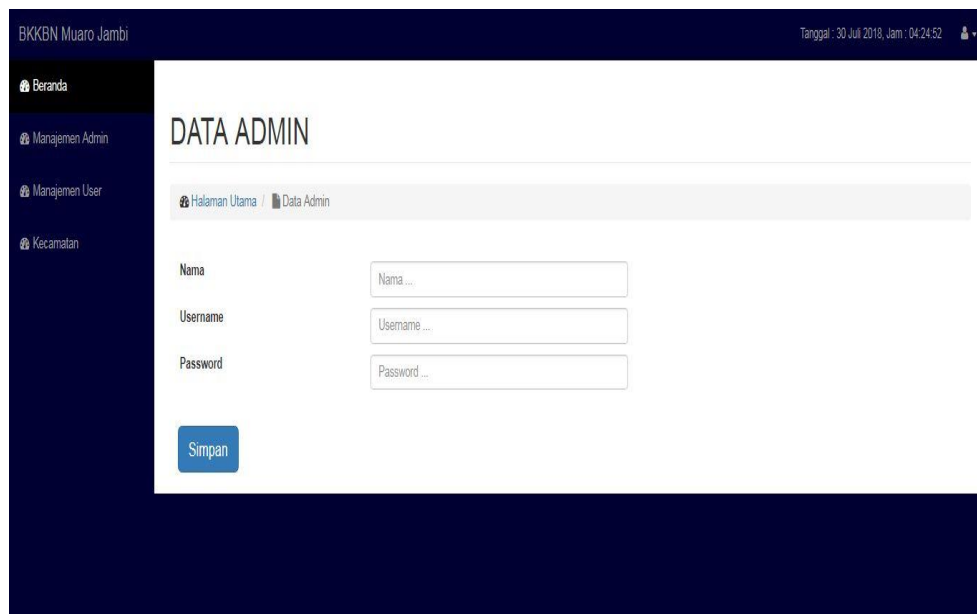 BKKBN Muaro Jambi
Tanggal : 30 Juli 2018, Jam : 04:24:52
Beranda
Manajemen Admin
Manajemen User
Kecamatan
DATA ADMIN
Halaman Utama / Data Admin
Nama
Nama ...
Username
Username ...
Password
Password ...
Simpan